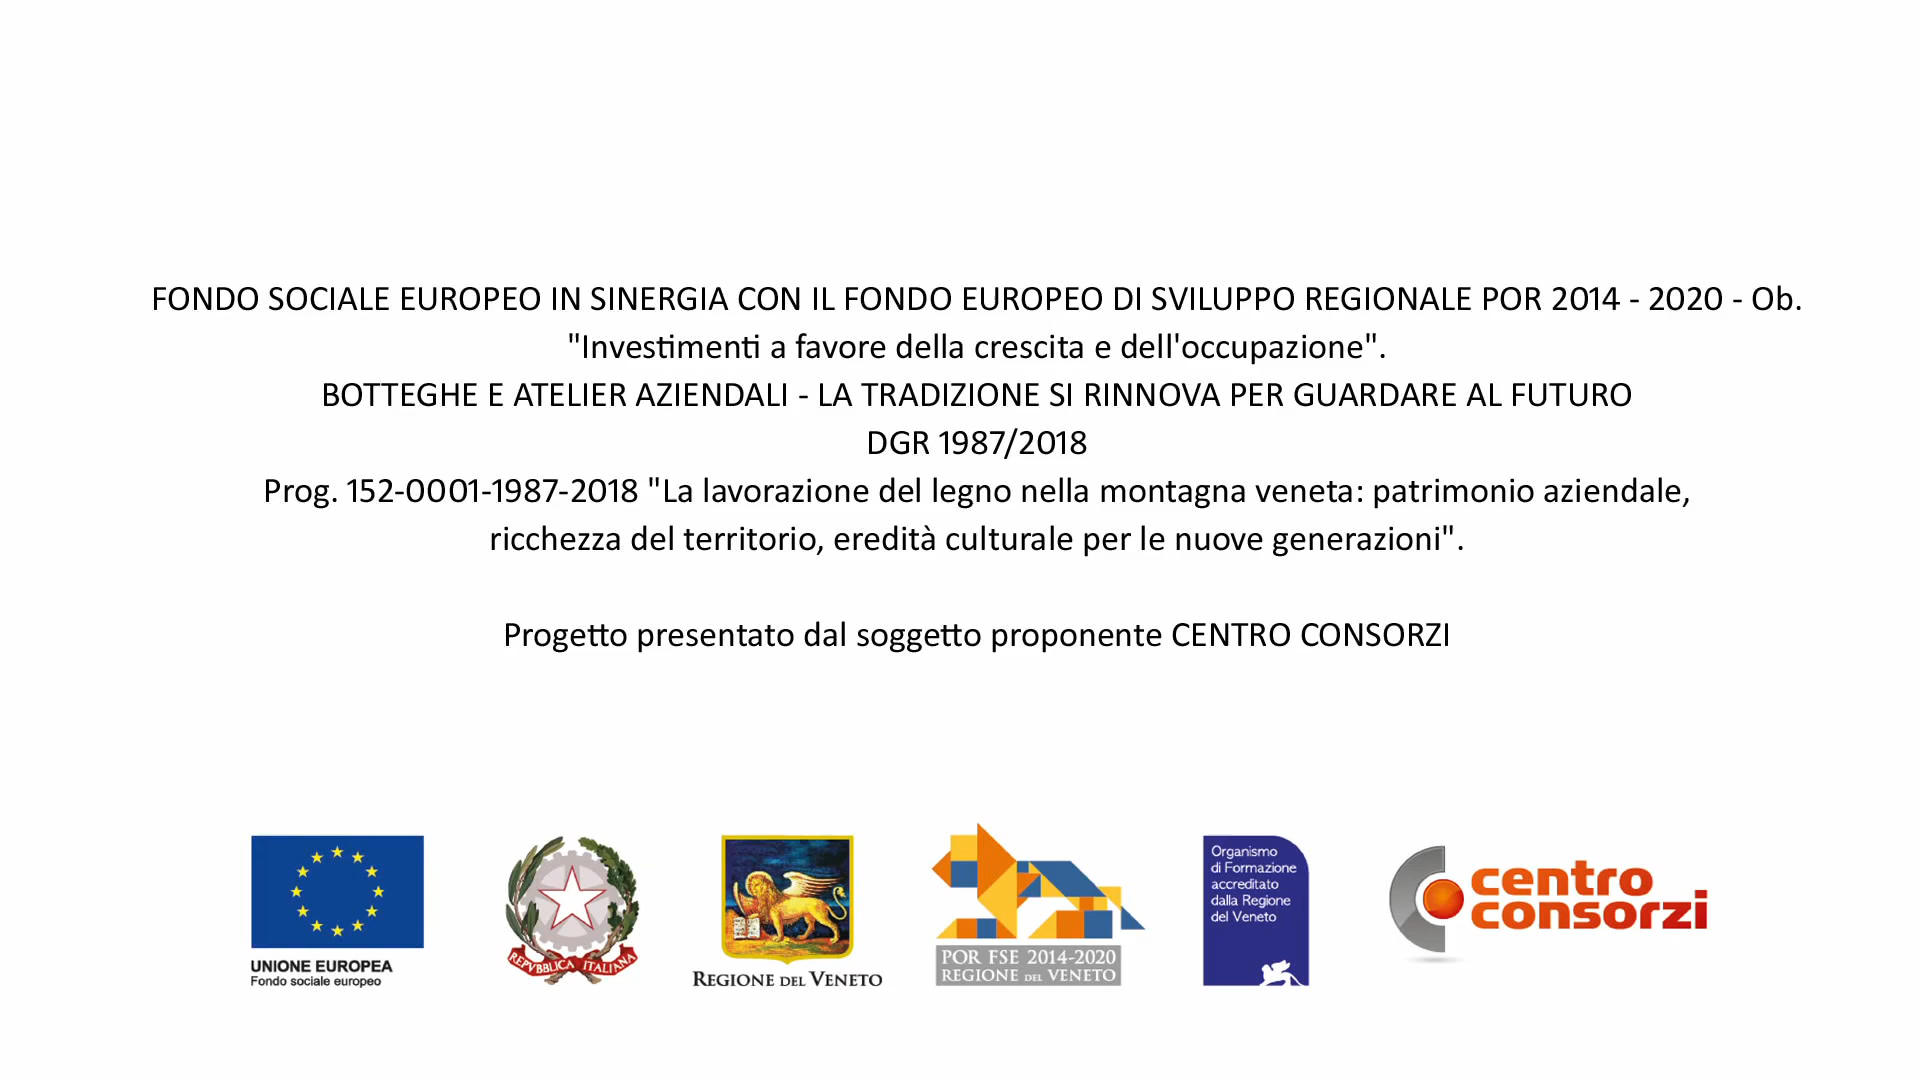 FONDO SOCIALE EUROPEO IN SINERGIA CON IL FONDO EUROPEO DI SVILUPPO REGIONALE POR 2014 - 2020 - Ob.
"Investimenti a favore della crescita e dell'occupazione".
BOTTEGHE E ATELIER AZIENDALI - LA TRADIZIONE SI RINNOVA PER GUARDARE AL FUTURO
DGR 1987/2018
Prog. 152-0001-1987-2018 "La lavorazione del legno nella montagna veneta: patrimonio aziendale,
ricchezza del territorio, eredità culturale per le nuove generazioni".
Progetto presentato dal soggetto proponente CENTRO CONSORZI
UNIONE EUROPEA
Fondo sociale europeo
REPVBBLICA ITALIANA
REGIONE DEL VENETO
POR FSE 2014-2020
REGIONE DEL VENETO
Organismo
di Formazione
accreditato
dalla Regione
del Veneto
centro
consorzi